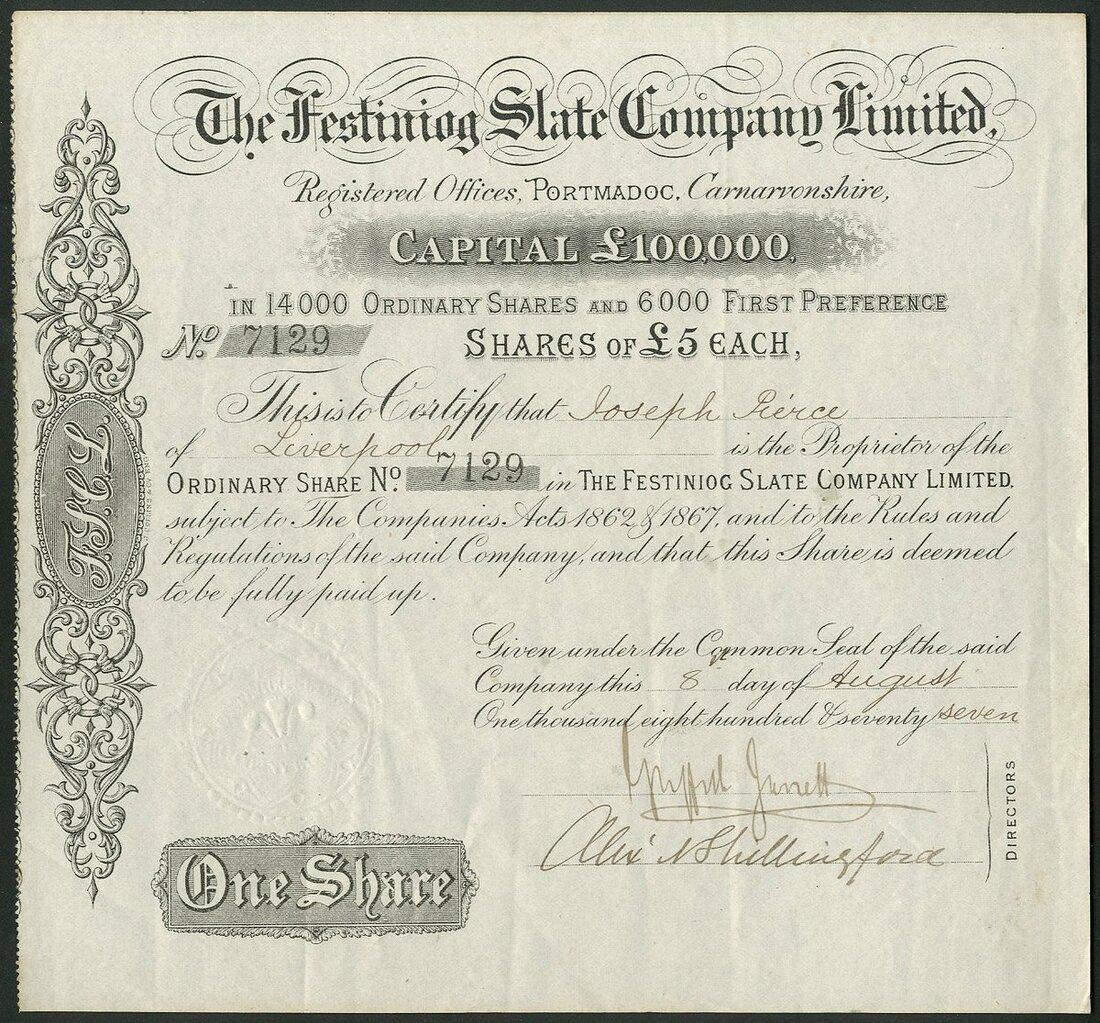 The Festiniog Slate Company Limited,
Registered Offices, PORTMADOC, Carnarvonshire,
CAPITAL £100,000,
IN 14000 ORDINARY SHARES AND 6000 FIRST PREFERENCE
No. 7129 SHARES OF £5 EACH,
This is to Certify that Joseph Pierce
of Liverpool is the Proprietor of the
ORDINARY SHARE No. 7129 in THE FESTINIOG SLATE COMPANY LIMITED,
subject to The Companies Acts 1862 & 1867, and to the Rules and
Regulations of the said Company, and that this Share is deemed
to be fully paid up.
F.S.C.L.
Given under the Common Seal of the said
Company this 8th day of August
One thousand eight hundred & seventy seven
Griffith Jarrett
Alex N Shillingford
DIRECTORS
One Share